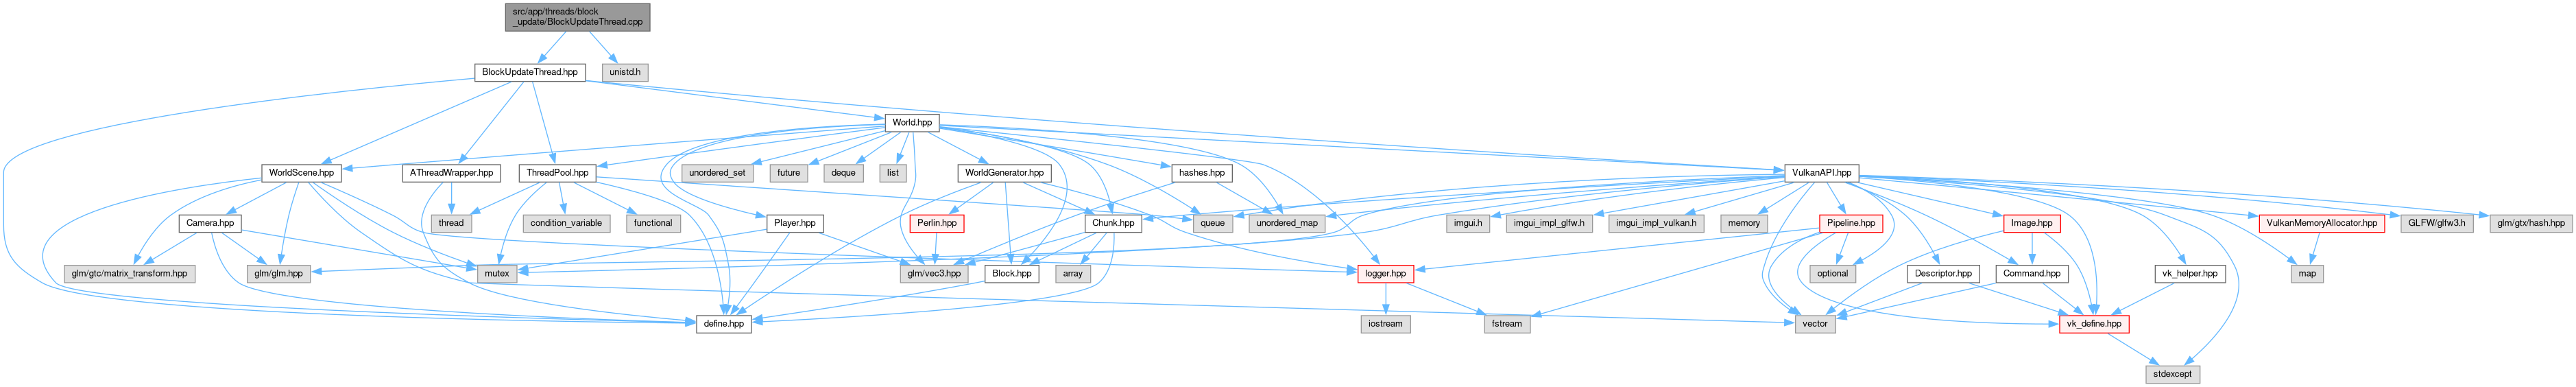 src/app/threads/block
_update/BlockUpdateThread.cpp
BlockUpdateThread.hpp
unistd.h
World.hpp
WorldScene.hpp
AThreadWrapper.hpp
ThreadPool.hpp
unordered_set
future
deque
list
WorldGenerator.hpp
hashes.hpp
VulkanAPI.hpp
Camera.hpp
thread
condition_variable
functional
Player.hpp
Perlin.hpp
Chunk.hpp
queue
unordered_map
imgui.h
imgui_impl_glfw.h
imgui_impl_vulkan.h
memory
Pipeline.hpp
Image.hpp
VulkanMemoryAllocator.hpp
GLFW/glfw3.h
glm/gtx/hash.hpp
glm/gtc/matrix_transform.hpp
glm/glm.hpp
mutex
glm/vec3.hpp
Block.hpp
array
logger.hpp
optional
Descriptor.hpp
Command.hpp
vk_helper.hpp
map
define.hpp
iostream
fstream
vector
vk_define.hpp
stdexcept